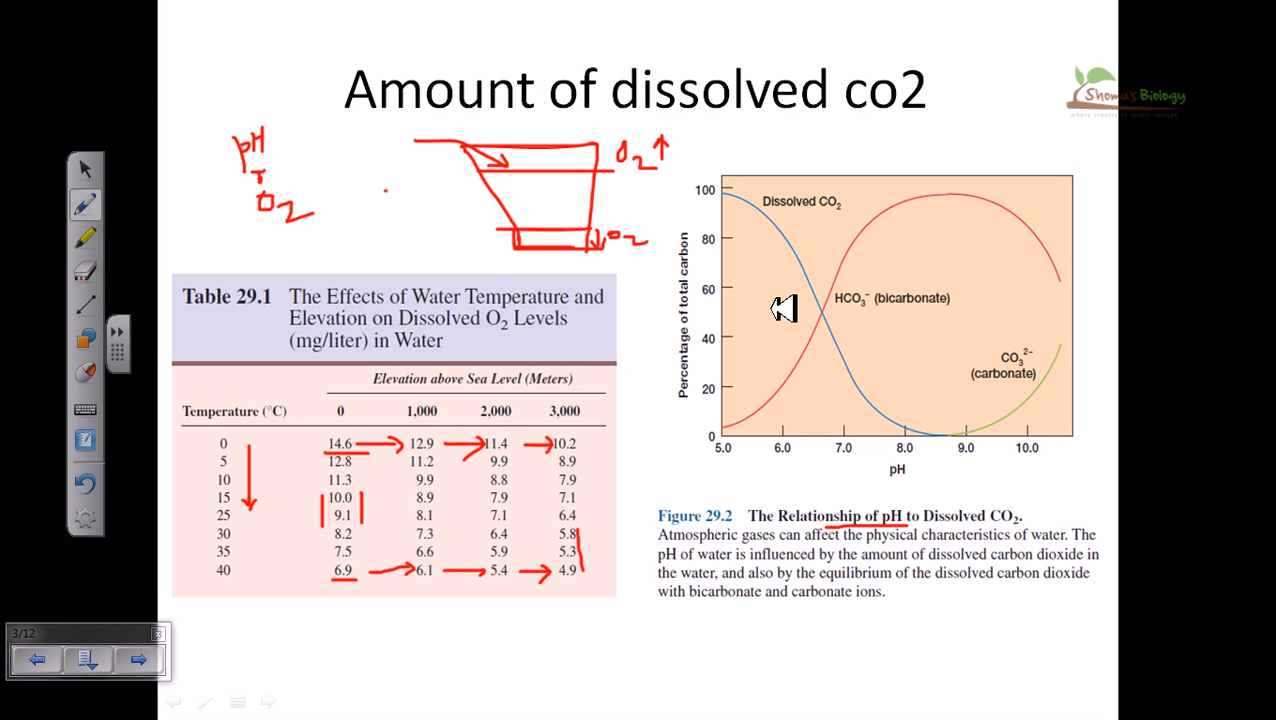 Amount of dissolved co2
Shomu's Biology
pH
O2
O2↑
↓O2
Table 29.1 The Effects of Water Temperature and
Elevation on Dissolved O₂ Levels
(mg/liter) in Water
Elevation above Sea Level (Meters)
Temperature (°C) 0 1,000 2,000 3,000
0 14.6 12.9 11.4 10.2
5 12.8 11.2 9.9 8.9
10 11.3 9.9 8.8 7.9
15 10.0 8.9 7.9 7.1
25 9.1 8.1 7.1 6.4
30 8.2 7.3 6.4 5.8
35 7.5 6.6 5.9 5.3
40 6.9 6.1 5.4 4.9
Percentage of total carbon
100
80
60
40
20
0
Dissolved CO₂
HCO₃⁻ (bicarbonate)
CO₃²⁻
(carbonate)
5.0 6.0 7.0 8.0 9.0 10.0
pH
Figure 29.2 The Relationship of pH to Dissolved CO₂.
Atmospheric gases can affect the physical characteristics of water. The
pH of water is influenced by the amount of dissolved carbon dioxide in
the water, and also by the equilibrium of the dissolved carbon dioxide
with bicarbonate and carbonate ions.
3/12